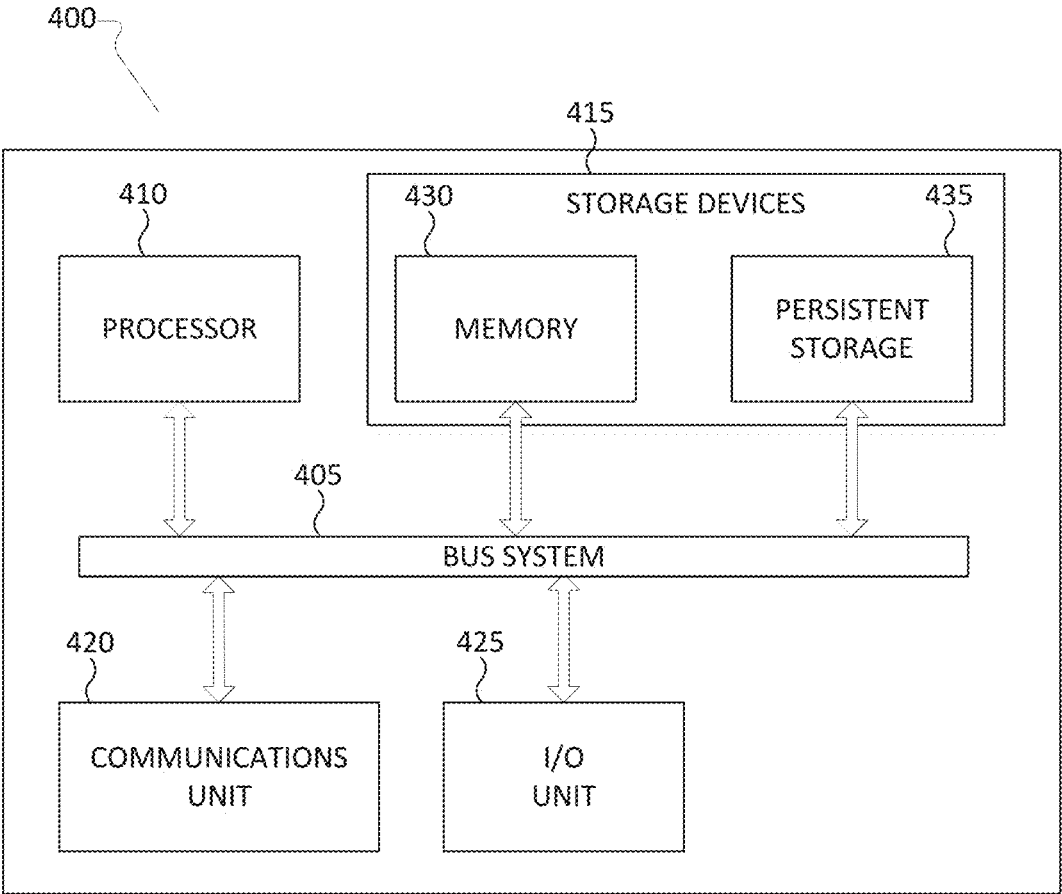 400
415
410
430
STORAGE DEVICES
435
PROCESSOR
MEMORY
PERSISTENT
STORAGE
405
BUS SYSTEM
420
425
COMMUNICATIONS
UNIT
I/O
UNIT